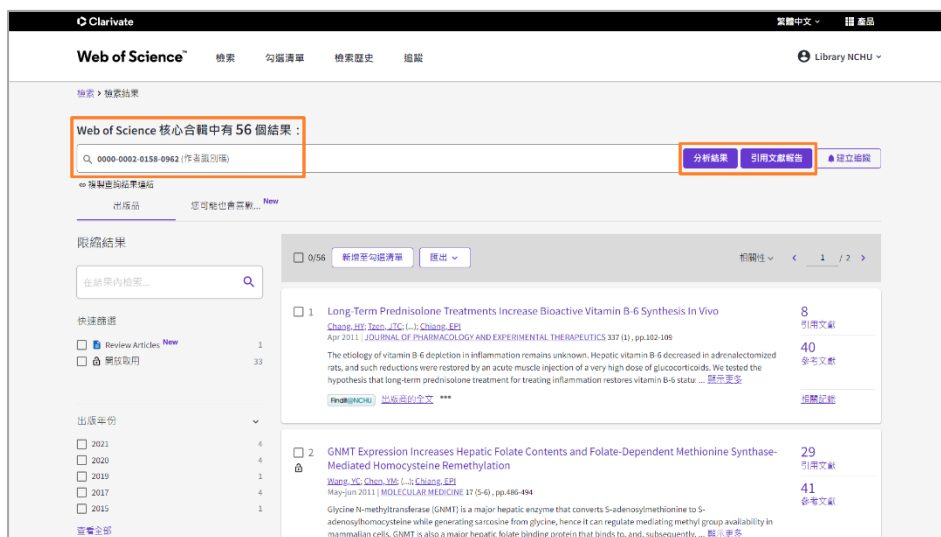 Clarivate
繁體中文
產品
Web of Science™
檢索
勾選清單
檢索歷史
追蹤
Library NCHU
檢索 › 檢索結果
Web of Science 核心合輯中有 56 個結果：
0000-0002-0158-0962 (作者識別碼)
分析結果
引用文獻報告
建立追蹤
複製查詢結果連結
出版品
您可能也會喜歡... New
限縮結果
在結果內檢索...
快速篩選
Review Articles New 1
開放取用 33
出版年份
2021 4
2020 4
2019 1
2017 4
2015 1
查看全部
0/56
新增至勾選清單
匯出
相關性
1 / 2
1
Long-Term Prednisolone Treatments Increase Bioactive Vitamin B-6 Synthesis In Vivo
Chang, HY; Tzen, JTC; (...); Chiang, EPI
Apr 2011 | JOURNAL OF PHARMACOLOGY AND EXPERIMENTAL THERAPEUTICS 337 (1) , pp.102-109
The etiology of vitamin B-6 depletion in inflammation remains unknown. Hepatic vitamin B-6 decreased in adrenalectomized
rats, and such reductions were restored by an acute muscle injection of a very high dose of glucocorticoids. We tested the
hypothesis that long-term prednisolone treatment for treating inflammation restores vitamin B-6 statu: ... 顯示更多
Findit@NCHU 出版商的全文 •••
8
引用文獻
40
參考文獻
相關記錄
2
GNMT Expression Increases Hepatic Folate Contents and Folate-Dependent Methionine Synthase-
Mediated Homocysteine Remethylation
Wang, YC; Chen, YM; (...); Chiang, EPI
May-jun 2011 | MOLECULAR MEDICINE 17 (5-6) , pp.486-494
Glycine N-methyltransferase (GNMT) is a major hepatic enzyme that converts S-adenosylmethionine to S-
adenosylhomocysteine while generating sarcosine from glycine, hence it can regulate mediating methyl group availability in
mammalian cells. GNMT is also a major hepatic folate binding protein that binds to, and, subsequently, ... 顯示更多
29
引用文獻
41
參考文獻